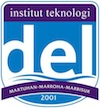 institut teknologi
del
MARTUHAN-MARROHA-MARBISUK
2001